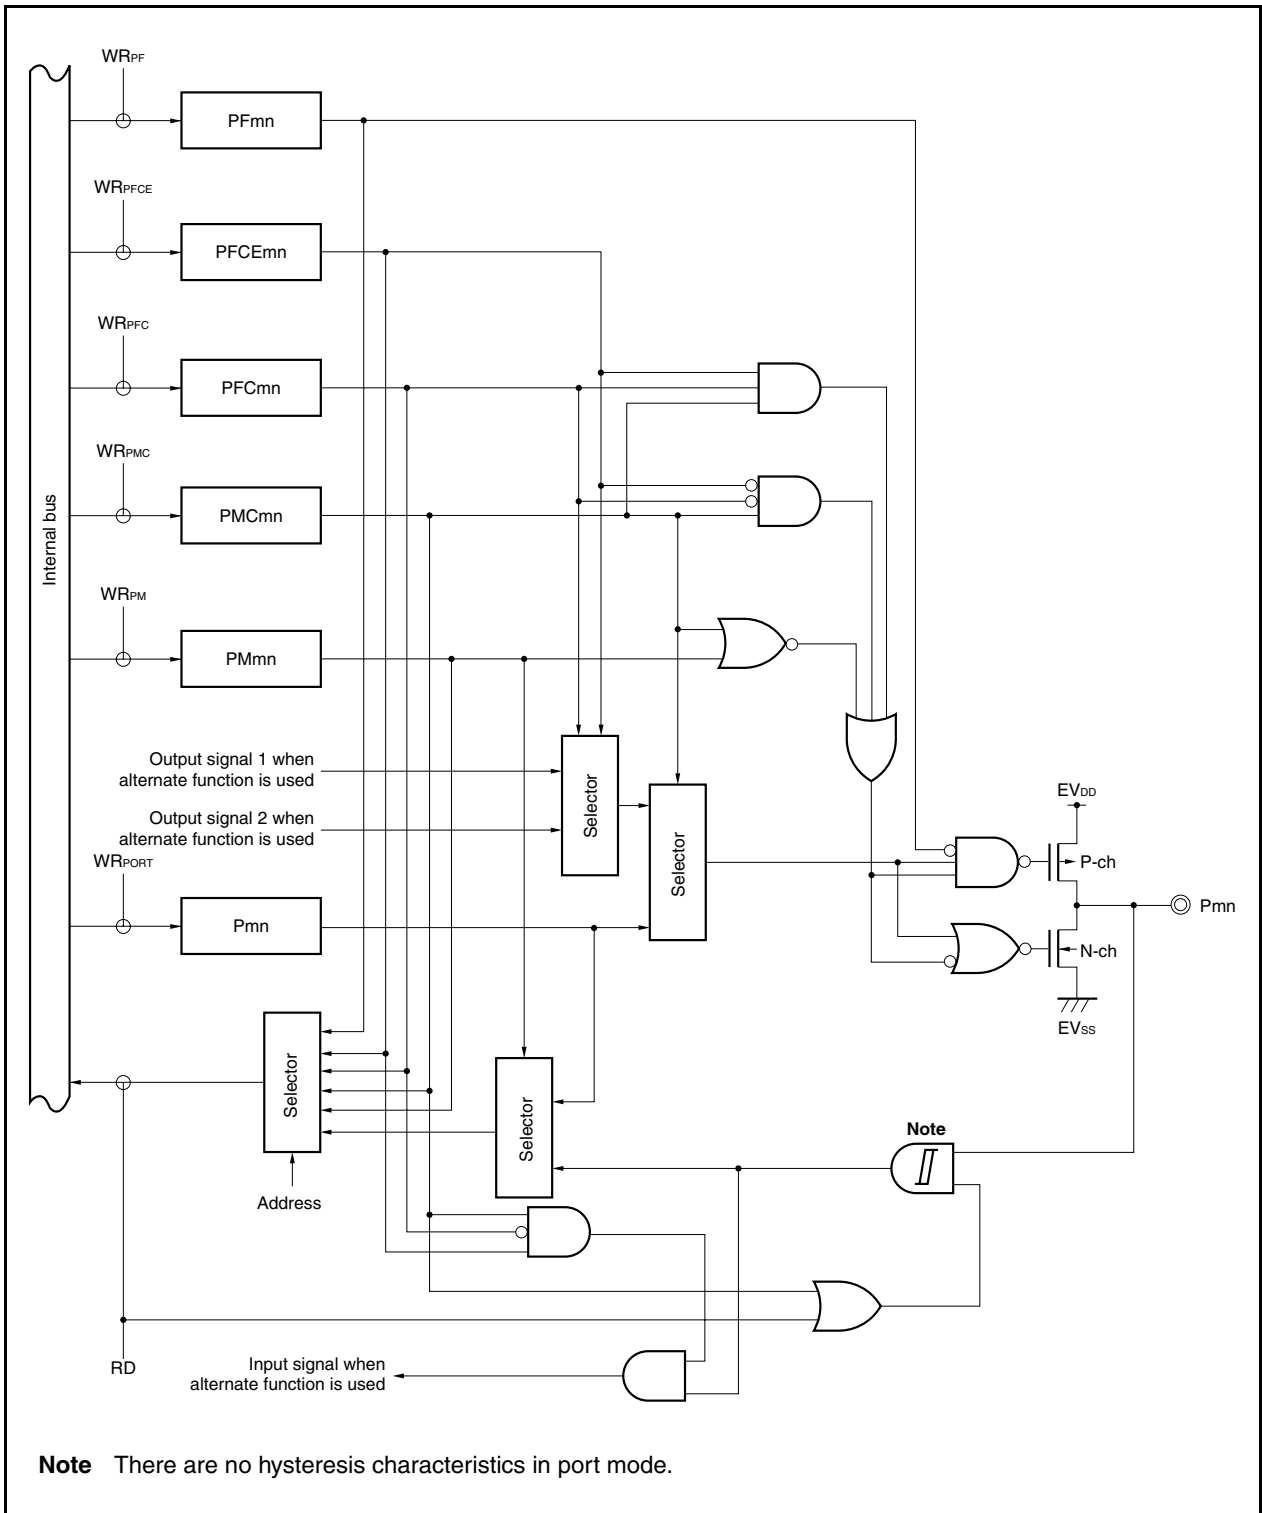 WRPF
PFmn
WRPFCE
PFCEmn
WRPFC
PFCmn
WRPMC
PMCmn
Internal bus
WRPM
PMmn
Output signal 1 when
alternate function is used
Output signal 2 when
alternate function is used
Selector
Selector
EVDD
P-ch
Pmn
N-ch
EVSS
WRPORT
Pmn
Selector
Selector
Note
Address
RD
Input signal when
alternate function is used
Note There are no hysteresis characteristics in port mode.